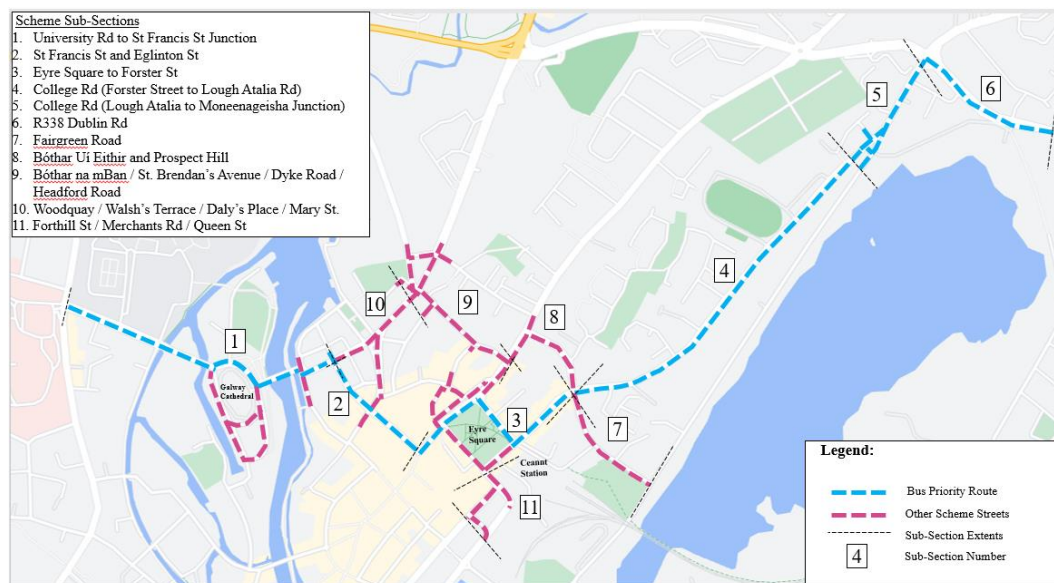 Scheme Sub-Sections
1. University Rd to St Francis St Junction
2. St Francis St and Eglinton St
3. Eyre Square to Forster St
4. College Rd (Forster Street to Lough Atalia Rd)
5. College Rd (Lough Atalia to Moneenageisha Junction)
6. R338 Dublin Rd
7. Fairgreen Road
8. Bóthar Uí Eithir and Prospect Hill
9. Bóthar na mBan / St. Brendan's Avenue / Dyke Road /
Headford Road
10. Woodquay / Walsh's Terrace / Daly's Place / Mary St.
11. Forthill St / Merchants Rd / Queen St
5
6
4
10
9
8
1
Galway
Cathedral
2
3
Eyre
Square
7
Ceannt
Station
11
Legend:
Bus Priority Route
Other Scheme Streets
Sub-Section Extents
4 Sub-Section Number